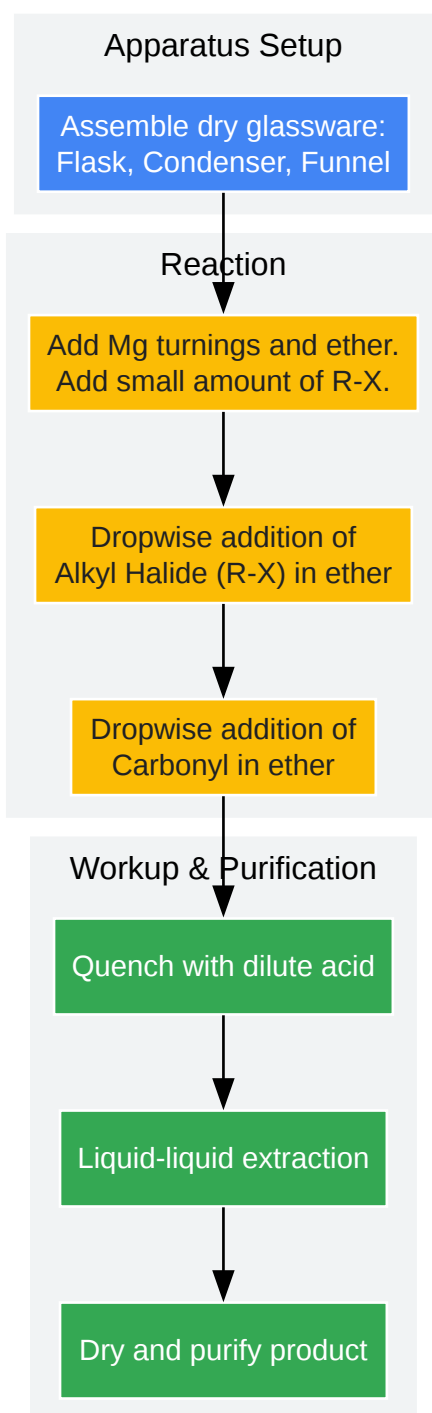 Apparatus Setup
Assemble dry glassware:
Flask, Condenser, Funnel
Reaction
Add Mg turnings and ether.
Add small amount of R-X.
Dropwise addition of
Alkyl Halide (R-X) in ether
Dropwise addition of
Carbonyl in ether
Workup & Purification
Quench with dilute acid
Liquid-liquid extraction
Dry and purify product